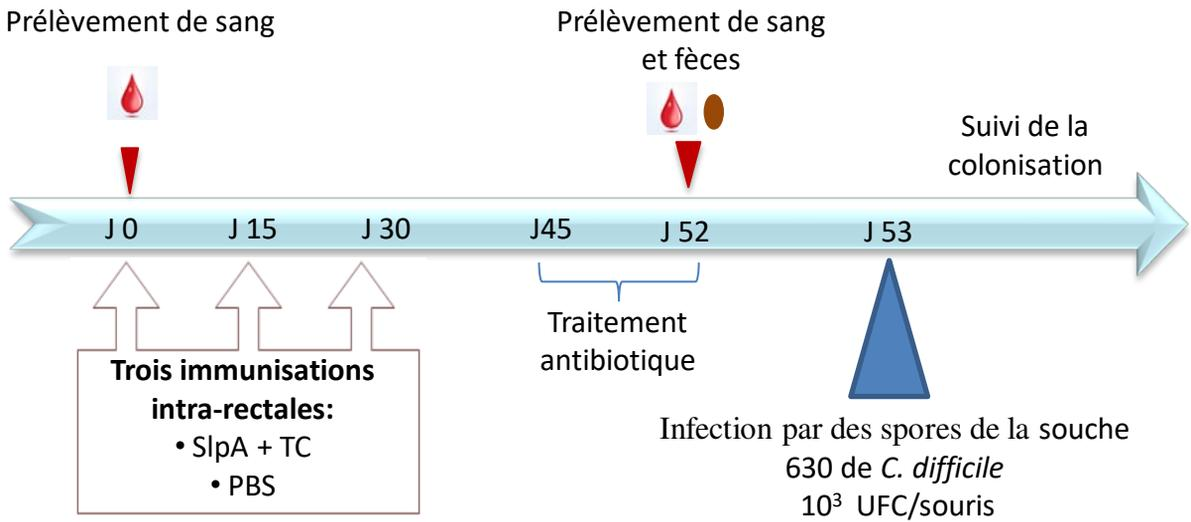 Prélèvement de sang
Prélèvement de sang
et fèces
Suivi de la
colonisation
J 0
J 15
J 30
J45
J 52
J 53
Traitement
antibiotique
Trois immunisations
intra-rectales:
• SlpA + TC
• PBS
Infection par des spores de la souche
630 de C. difficile
10³ UFC/souris